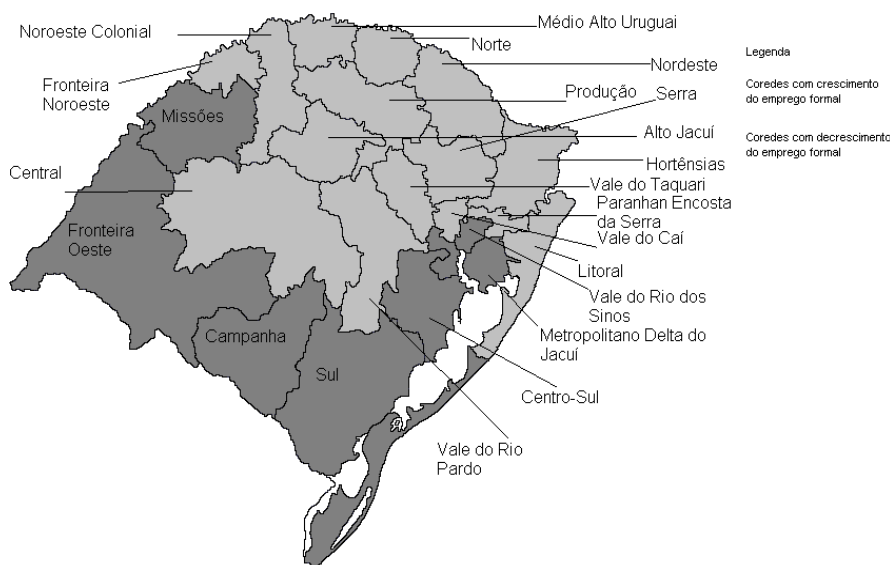 Noroeste Colonial
Médio Alto Uruguai
Norte
Nordeste
Fronteira
Noroeste
Produção
Serra
Missões
Alto Jacuí
Hortênsias
Central
Vale do Taquari
Paranhan Encosta
da Serra
Vale do Caí
Fronteira
Oeste
Litoral
Vale do Rio dos
Sinos
Metropolitano Delta do
Jacuí
Campanha
Sul
Centro-Sul
Vale do Rio
Pardo
Legenda
Coredes com crescimento
do emprego formal
Coredes com decrescimento
do emprego formal